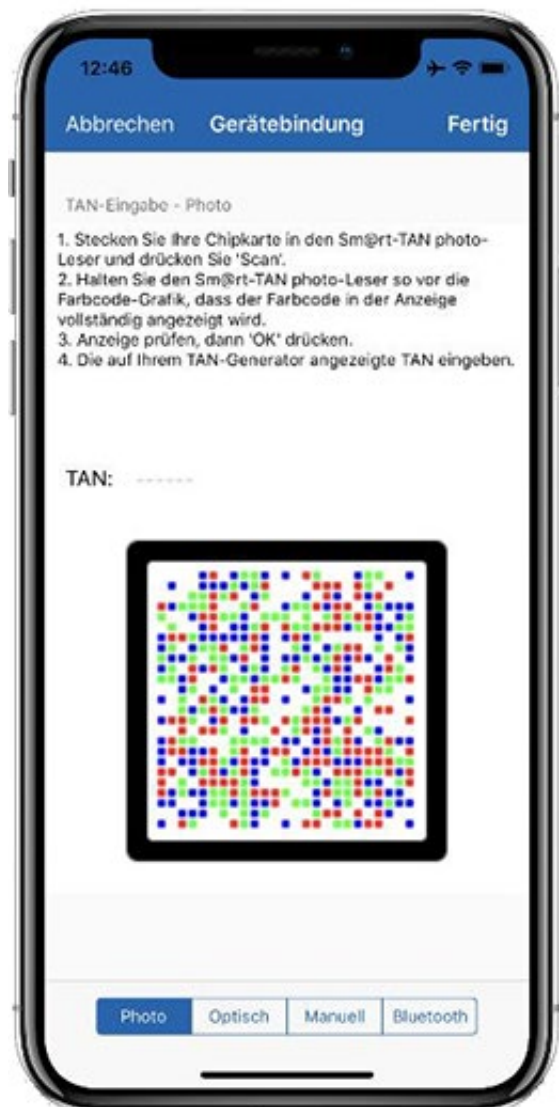 12:46
Abbrechen Gerätebindung Fertig
TAN-Eingabe - Photo
1. Stecken Sie Ihre Chipkarte in den Sm@rt-TAN photo-
Leser und drücken Sie 'Scan'.
2. Halten Sie den Sm@rt-TAN photo-Leser so vor die
Farbcode-Grafik, dass der Farbcode in der Anzeige
vollständig angezeigt wird.
3. Anzeige prüfen, dann 'OK' drücken.
4. Die auf Ihrem TAN-Generator angezeigte TAN eingeben.
TAN: ------
Photo Optisch Manuell Bluetooth